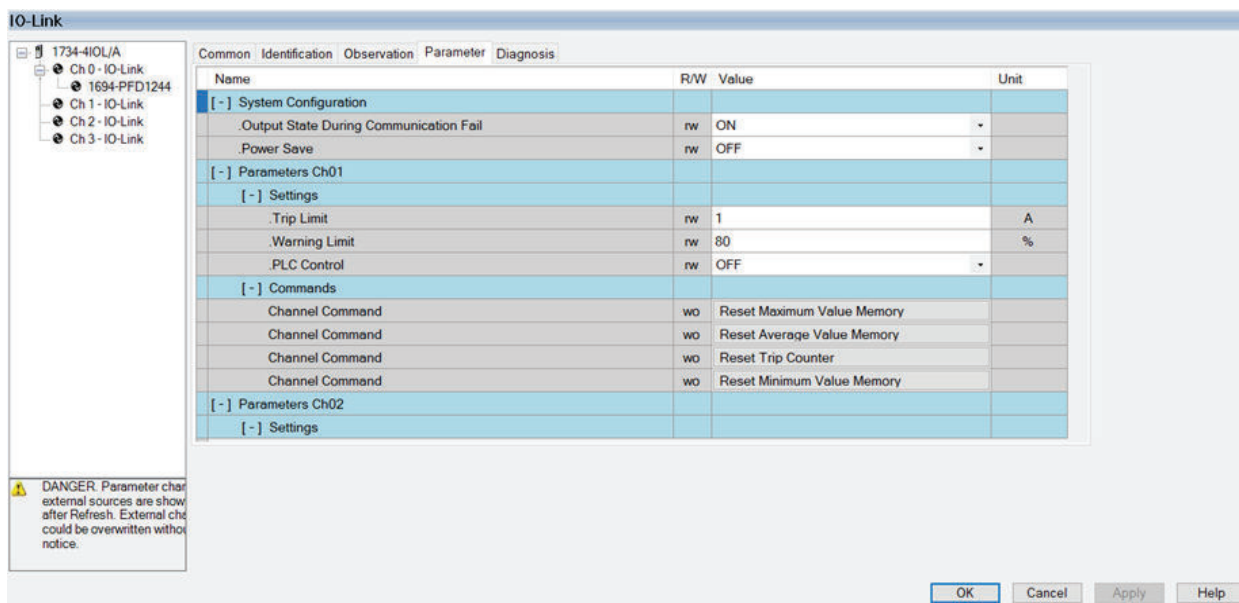 IO-Link
1734-4IOL/A
Ch 0 - IO-Link
1694-PFD1244
Ch 1 - IO-Link
Ch 2 - IO-Link
Ch 3 - IO-Link
DANGER. Parameter char
external sources are show
after Refresh. External cha
could be overwritten withou
notice.
Common Identification Observation Parameter Diagnosis
Name R/W Value Unit
[-] System Configuration
.Output State During Communication Fail rw ON
.Power Save rw OFF
[-] Parameters Ch01
[-] Settings
.Trip Limit rw 1 A
.Warning Limit rw 80 %
.PLC Control rw OFF
[-] Commands
Channel Command wo Reset Maximum Value Memory
Channel Command wo Reset Average Value Memory
Channel Command wo Reset Trip Counter
Channel Command wo Reset Minimum Value Memory
[-] Parameters Ch02
[-] Settings
OK Cancel Apply Help